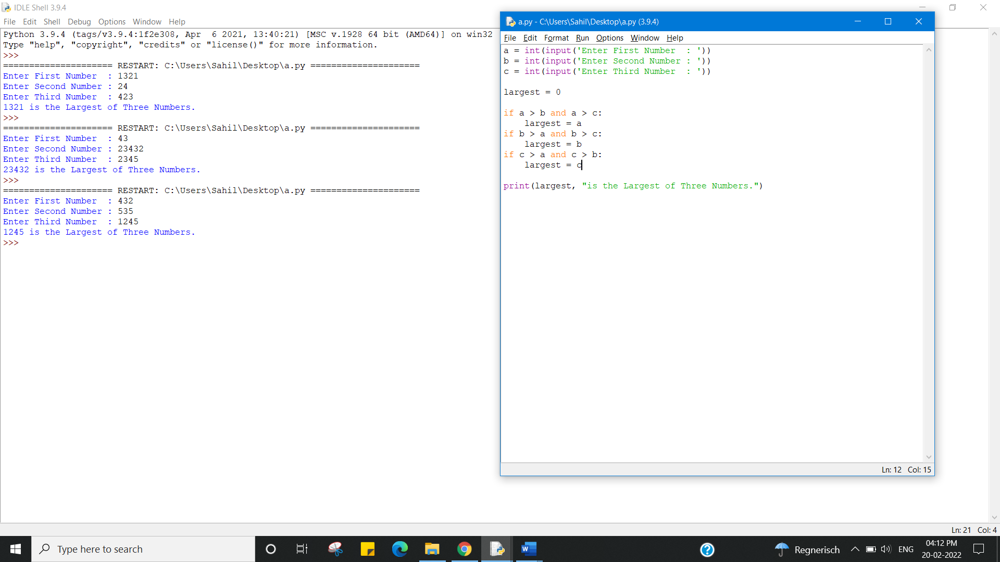 IDLE Shell 3.9.4
File Edit Shell Debug Options Window Help
Python 3.9.4 (tags/v3.9.4:1f2e308, Apr  6 2021, 13:40:21) [MSC v.1928 64 bit (AMD64)] on win32
Type "help", "copyright", "credits" or "license()" for more information.
>>>
===================== RESTART: C:\Users\Sahil\Desktop\a.py =====================
Enter First Number  : 1321
Enter Second Number : 24
Enter Third Number  : 423
1321 is the Largest of Three Numbers.
>>>
===================== RESTART: C:\Users\Sahil\Desktop\a.py =====================
Enter First Number  : 43
Enter Second Number : 23432
Enter Third Number  : 2345
23432 is the Largest of Three Numbers.
>>>
===================== RESTART: C:\Users\Sahil\Desktop\a.py =====================
Enter First Number  : 432
Enter Second Number : 535
Enter Third Number  : 1245
1245 is the Largest of Three Numbers.
>>>
a.py - C:\Users\Sahil\Desktop\a.py (3.9.4)
File Edit Format Run Options Window Help
a = int(input('Enter First Number  : '))
b = int(input('Enter Second Number : '))
c = int(input('Enter Third Number  : '))
largest = 0
if a > b and a > c:
    largest = a
if b > a and b > c:
    largest = b
if c > a and c > b:
    largest = c
print(largest, "is the Largest of Three Numbers.")
Ln: 12 Col: 15
Ln: 21 Col: 4
Type here to search
Regnerisch
ENG
04:12 PM
20-02-2022